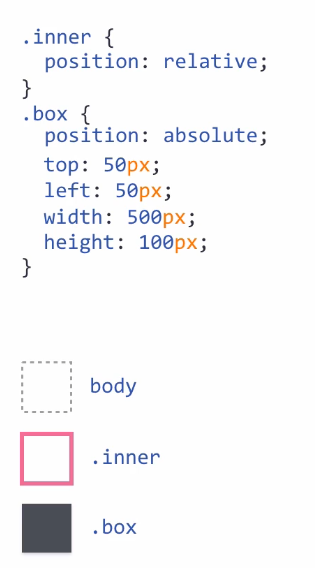 .inner {
position: relative;
}
.box {
position: absolute;
top: 50px;
left: 50px;
width: 500px;
height: 100px;
}
body
.inner
.box